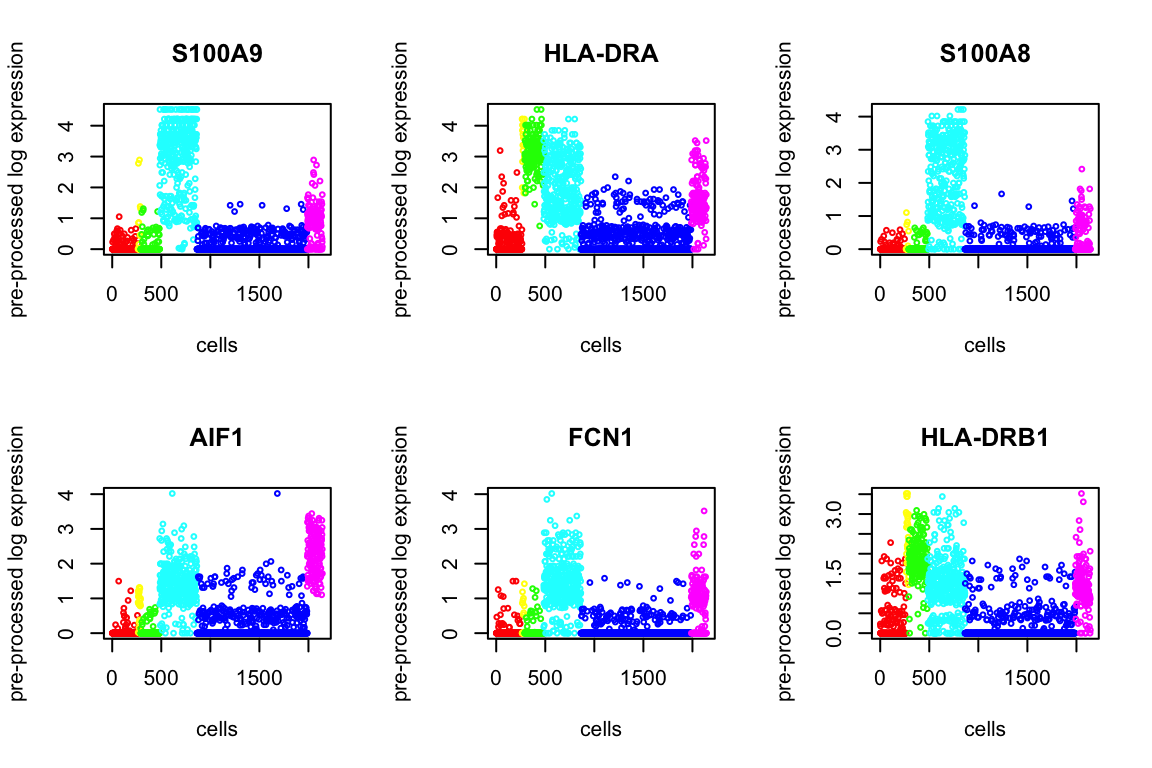 S100A9
pre-processed log expression
0 1 2 3 4
0 500 1500
cells
HLA-DRA
pre-processed log expression
0 1 2 3 4
0 500 1500
cells
S100A8
pre-processed log expression
0 1 2 3 4
0 500 1500
cells
AIF1
pre-processed log expression
0 1 2 3 4
0 500 1500
cells
FCN1
pre-processed log expression
0 1 2 3 4
0 500 1500
cells
HLA-DRB1
pre-processed log expression
0.0 1.5 3.0
0 500 1500
cells